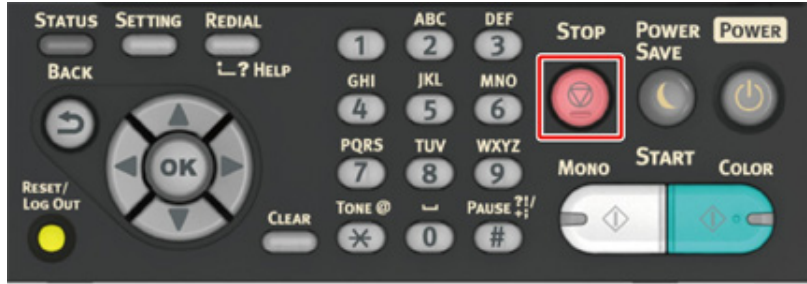 STATUS SETTING REDIAL
? HELP
BACK
OK
RESET/
LOG OUT
CLEAR
1
ABC
2
DEF
3
GHI
4
JKL
5
MNO
6
PQRS
7
TUV
8
WXYZ
9
TONE @
*
0
PAUSE ?!/
+:
#
STOP
POWER
SAVE
POWER
MONO
START
COLOR